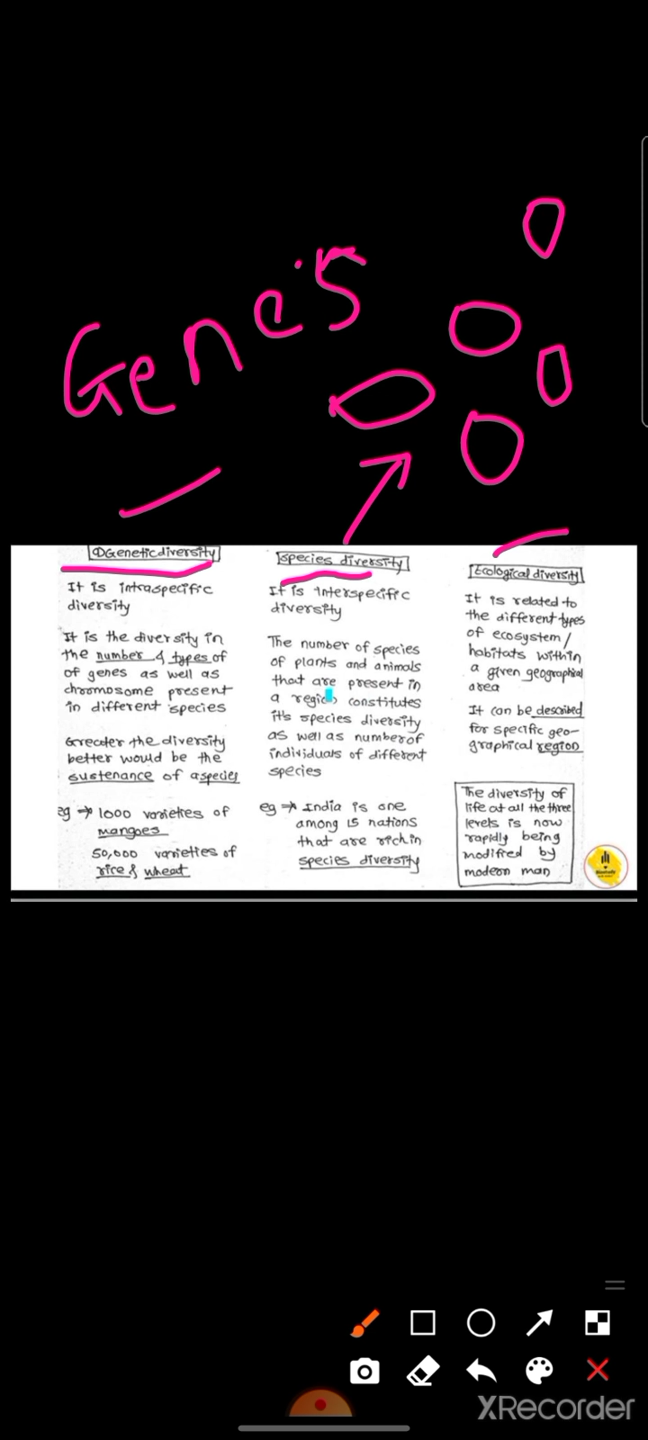 Genes
①Genetic diversity
It is intraspecific
diversity
It is the diversity in
the number & types of
of genes as well as
chromosome present
in different species
Greater the diversity
better would be the
sustenance of a species
eg → 1000 varieties of
mangoes
50,000 varieties of
rice & wheat
Species diversity
It is Interspecific
diversity
The number of species
of plants and animals
that are present in
a region constitutes
it's species diversity
as well as number of
individuals of different
species
eg → India is one
among 15 nations
that are rich in
species diversity
Ecological diversity
It is related to
the different types
of ecosystem/
habitats within
a given geographical
area
It can be described
for specific geo-
graphical region
The diversity of
life at all the three
levels is now
rapidly being
modified by
modern man
XRecorder